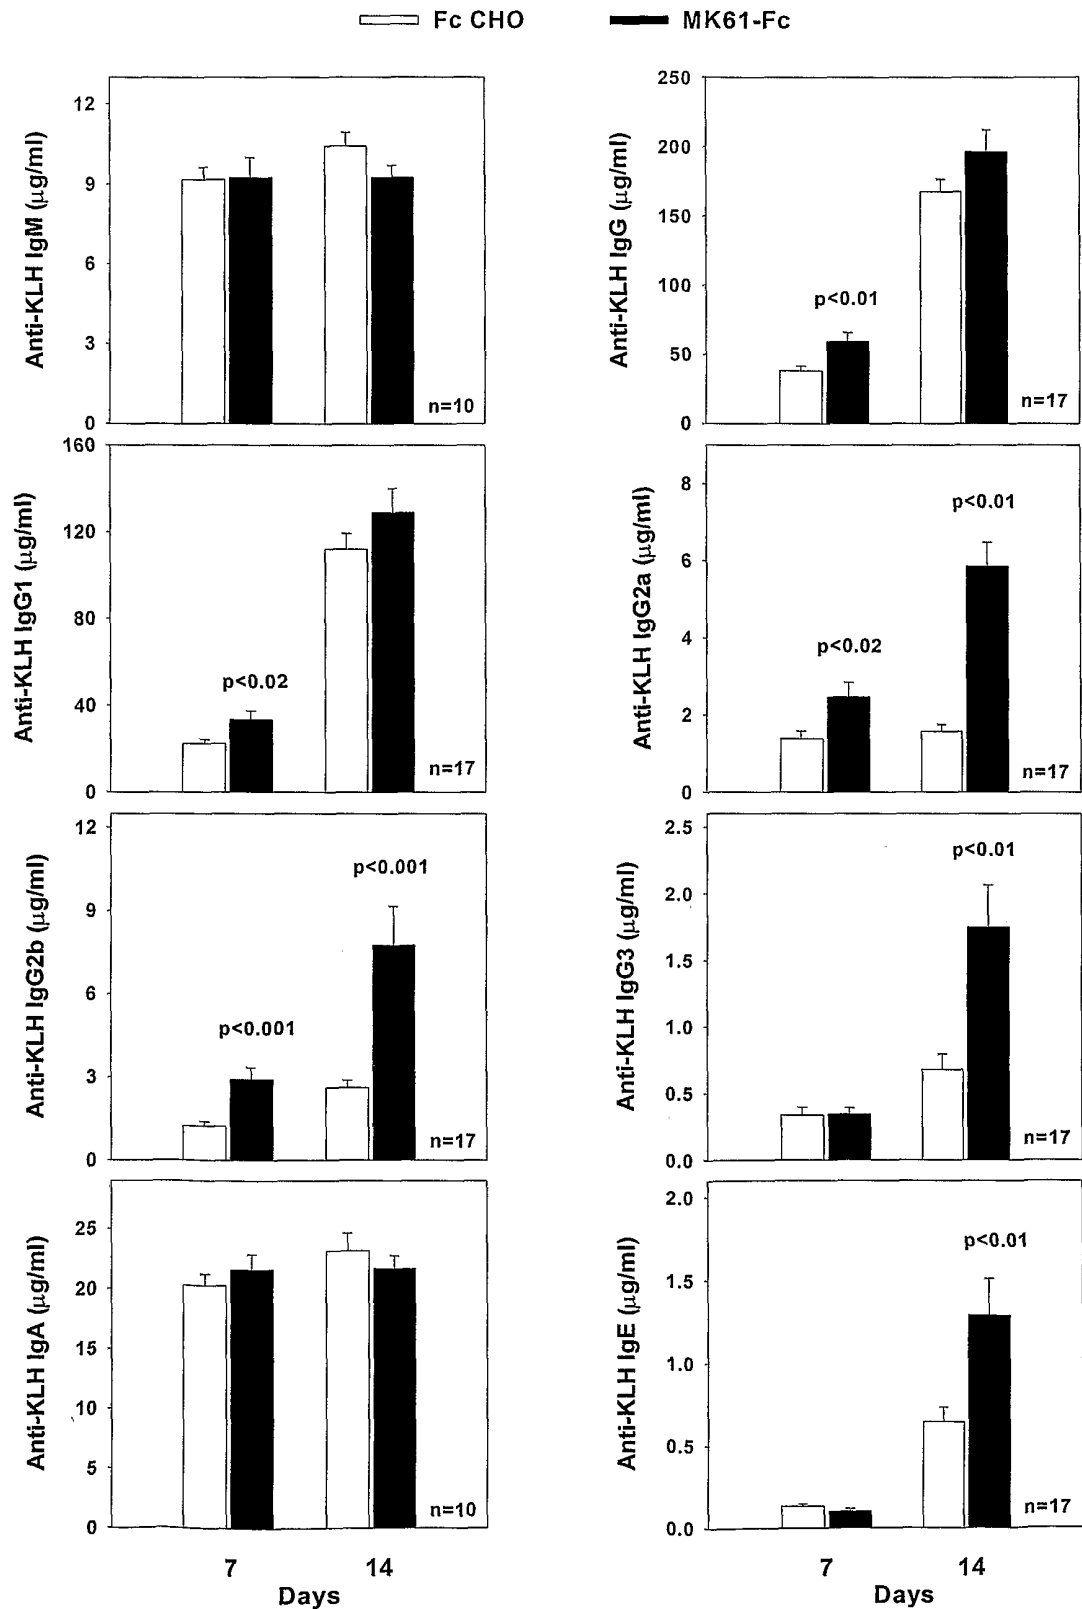 Fc CHO MK61-Fc
Anti-KLH IgM (µg/ml)
12
9
6
3
0
n=10
Anti-KLH IgG (µg/ml)
250
200
150
100
50
0
p<0.01
n=17
Anti-KLH IgG1 (µg/ml)
160
120
80
40
0
p<0.02
n=17
Anti-KLH IgG2a (µg/ml)
8
6
4
2
0
p<0.02
p<0.01
n=17
Anti-KLH IgG2b (µg/ml)
12
9
6
3
0
p<0.001
p<0.001
n=17
Anti-KLH IgG3 (µg/ml)
2.5
2.0
1.5
1.0
0.5
0.0
p<0.01
n=17
Anti-KLH IgA (µg/ml)
25
20
15
10
5
0
n=10
7 14
Days
Anti-KLH IgE (µg/ml)
2.0
1.5
1.0
0.5
0.0
p<0.01
n=17
7 14
Days